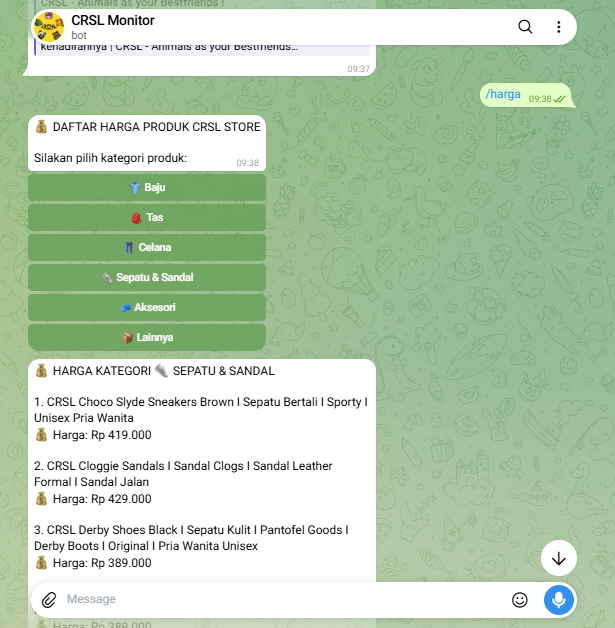 CRSL - Animals as your Bestfriends !
CRSL Monitor
bot
kehadirannya | CRSL - Animals as your Bestfriends...
09:37
/harga 09:38
💰 DAFTAR HARGA PRODUK CRSL STORE
Silakan pilih kategori produk:
09:38
👕 Baju
🎒 Tas
👖 Celana
👟 Sepatu & Sandal
🧢 Aksesori
📦 Lainnya
💰 HARGA KATEGORI 👟 SEPATU & SANDAL
1. CRSL Choco Slyde Sneakers Brown I Sepatu Bertali I Sporty I
Unisex Pria Wanita
💰 Harga: Rp 419.000
2. CRSL Cloggie Sandals I Sandal Clogs I Sandal Leather
Formal I Sandal Jalan
💰 Harga: Rp 429.000
3. CRSL Derby Shoes Black I Sepatu Kulit I Pantofel Goods I
Derby Boots I Original I Pria Wanita Unisex
💰 Harga: Rp 389.000
Message
Harga: Rp 389.000